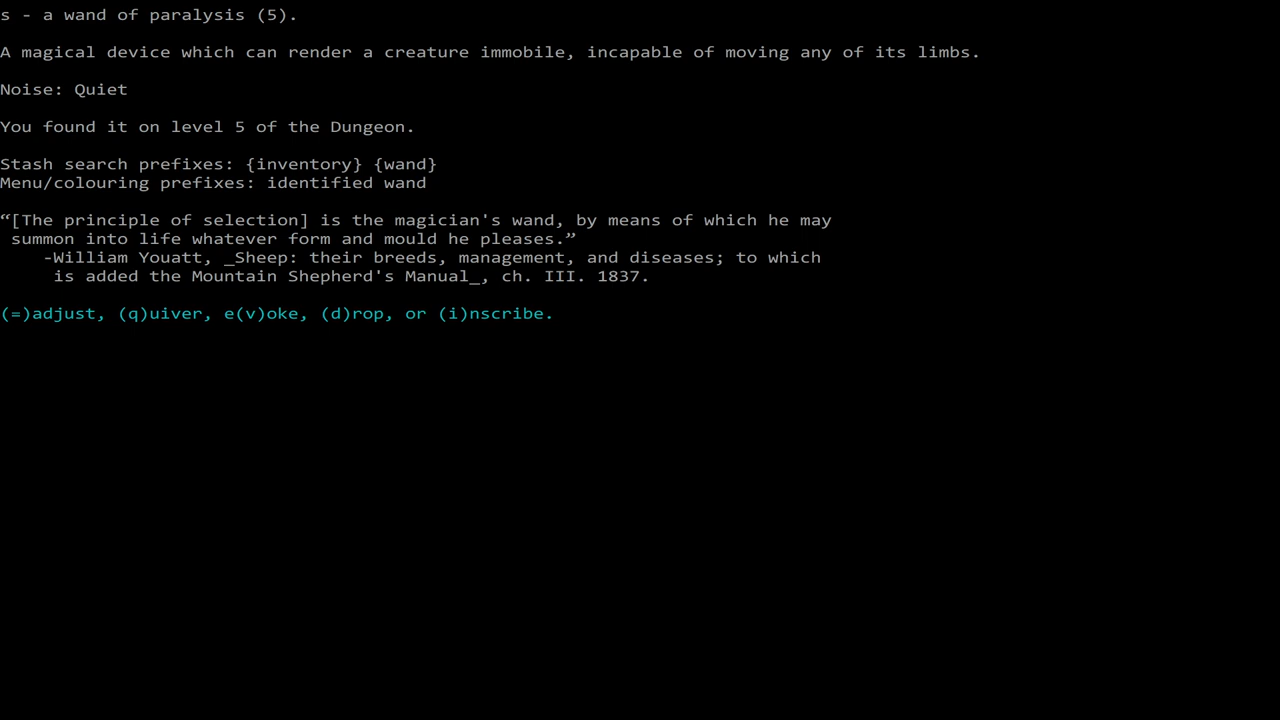 s - a wand of paralysis (5).
A magical device which can render a creature immobile, incapable of moving any of its limbs.
Noise: Quiet
You found it on level 5 of the Dungeon.
Stash search prefixes: {inventory} {wand}
Menu/colouring prefixes: identified wand
“[The principle of selection] is the magician's wand, by means of which he may
summon into life whatever form and mould he pleases.”
-William Youatt, _Sheep: their breeds, management, and diseases; to which
is added the Mountain Shepherd's Manual_, ch. III. 1837.
(=)adjust, (q)uiver, e(v)oke, (d)rop, or (i)nscribe.